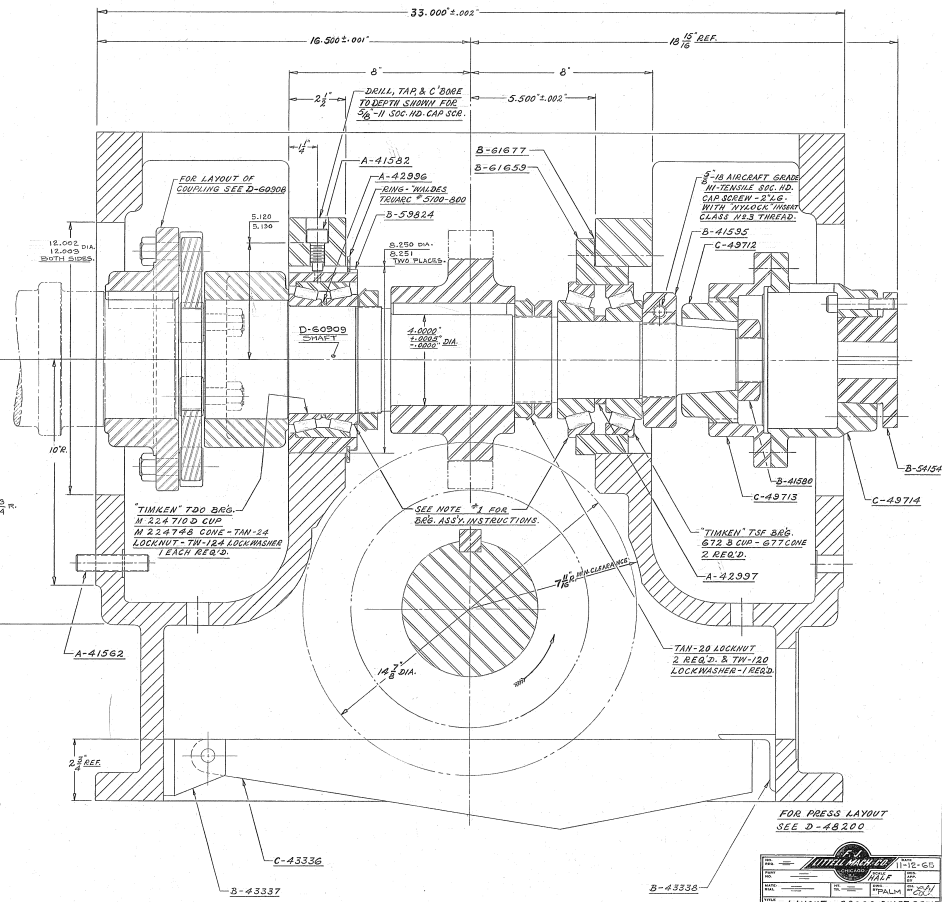 33.000"±.002"
16.500±.001"
18 15/16" REF.
8"
8"
2 1/2"
5.500"±.002"
1 1/4"
DRILL, TAP, & C'BORE
TO DEPTH SHOWN FOR
5/8"-11 SOC. HD. CAP SCR.
A-41582
A-42996
RING-"WALDES
TRUARC #5100-800
B-59824
FOR LAYOUT OF
COUPLING SEE D-60908
5.120
5.130
8.250 DIA.
8.251
TWO PLACES.
12.002 DIA.
12.003
BOTH SIDES.
B-61677
B-61659
-18 AIRCRAFT GRADE
HI-TENSILE SOC. HD.
CAP SCREW-2"LG.
WITH "NYLOCK" INSERT
CLASS №3 THREAD.
B-41595
C-49712
D-60909
SHAFT
4.0000"
+.0005"
-.0000" DIA.
10"R.
"TIMKEN" TDO BRG.
M 224710 D CUP
M 224748 CONE-TAN-24
LOCKNUT-TW-124 LOCKWASHER
1 EACH REQ'D.
SEE NOTE #1 FOR
BRG. ASS'Y. INSTRUCTIONS.
B-54154
B-41580
C-49713
C-49714
"TIMKEN" TSF BRG.
672 B CUP-677 CONE
2 REQ'D.
A-42997
7 11/16" R. MIN. CLEARANCE
A-41562
14 7/8" DIA.
TAN-20 LOCKNUT
2 REQ'D. & TW-120
LOCKWASHER-1 REQ'D.
2 3/4" REF.
FOR PRESS LAYOUT
SEE D-48200
C-43336
B-43337
B-43338
F. J.
LITTELL MACH. CO.
CHICAGO
DATE
11-12-65
SCALE
HALF
PALM
TITLE